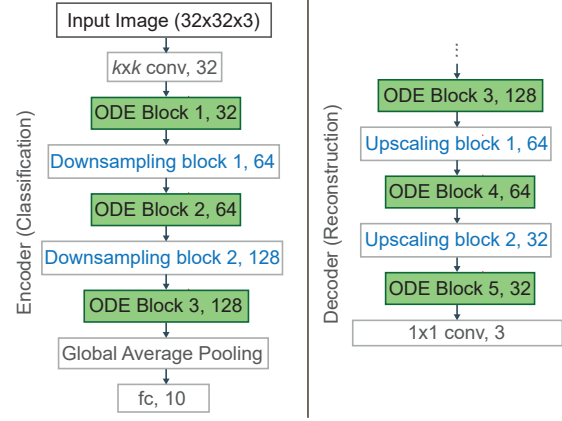 Encoder (Classification)
Input Image (32x32x3)
kxk conv, 32
ODE Block 1, 32
Downsampling block 1, 64
ODE Block 2, 64
Downsampling block 2, 128
ODE Block 3, 128
Global Average Pooling
fc, 10
Decoder (Reconstruction)
⋮
ODE Block 3, 128
Upscaling block 1, 64
ODE Block 4, 64
Upscaling block 2, 32
ODE Block 5, 32
1x1 conv, 3